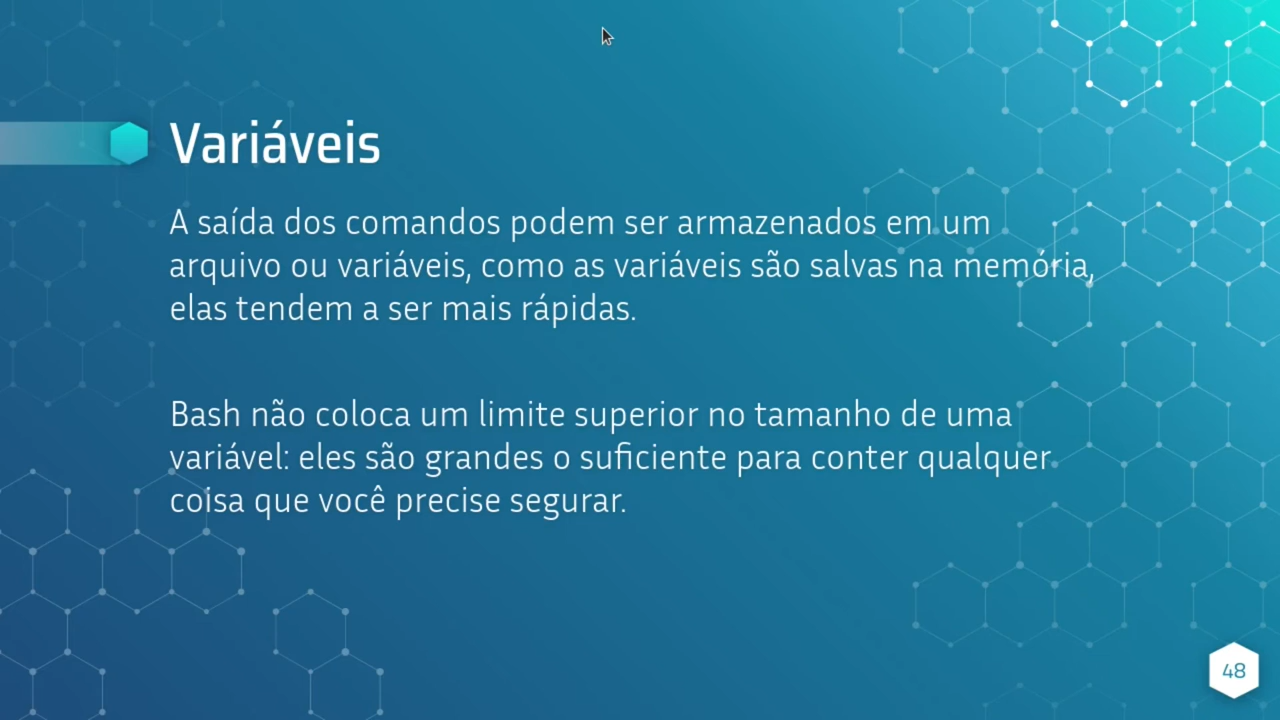 Variáveis
A saída dos comandos podem ser armazenados em um
arquivo ou variáveis, como as variáveis são salvas na memória,
elas tendem a ser mais rápidas.
Bash não coloca um limite superior no tamanho de uma
variável: eles são grandes o suficiente para conter qualquer
coisa que você precise segurar.
48